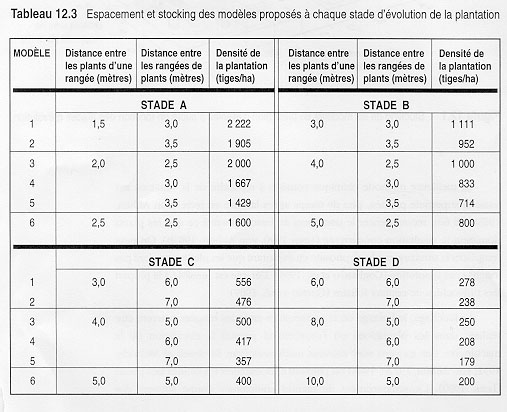 Tableau 12.3 Espacement et stocking des modèles proposés à chaque stade d'évolution de la plantation
MODÈLE Distance entre les plants d'une rangée (mètres) Distance entre les rangées de plants (mètres) Densité de la plantation (tiges/ha) Distance entre les plants d'une rangée (mètres) Distance entre les rangées de plants (mètres) Densité de la plantation (tiges/ha)
STADE A STADE B
1 1,5 3,0 2 222 3,0 3,0 1 111
2 3,5 1 905 3,5 952
3 2,0 2,5 2 000 4,0 2,5 1 000
4 3,0 1 667 3,0 833
5 3,5 1 429 3,5 714
6 2,5 2,5 1 600 5,0 2,5 800
STADE C STADE D
1 3,0 6,0 556 6,0 6,0 278
2 7,0 476 7,0 238
3 4,0 5,0 500 8,0 5,0 250
4 6,0 417 6,0 208
5 7,0 357 7,0 179
6 5,0 5,0 400 10,0 5,0 200